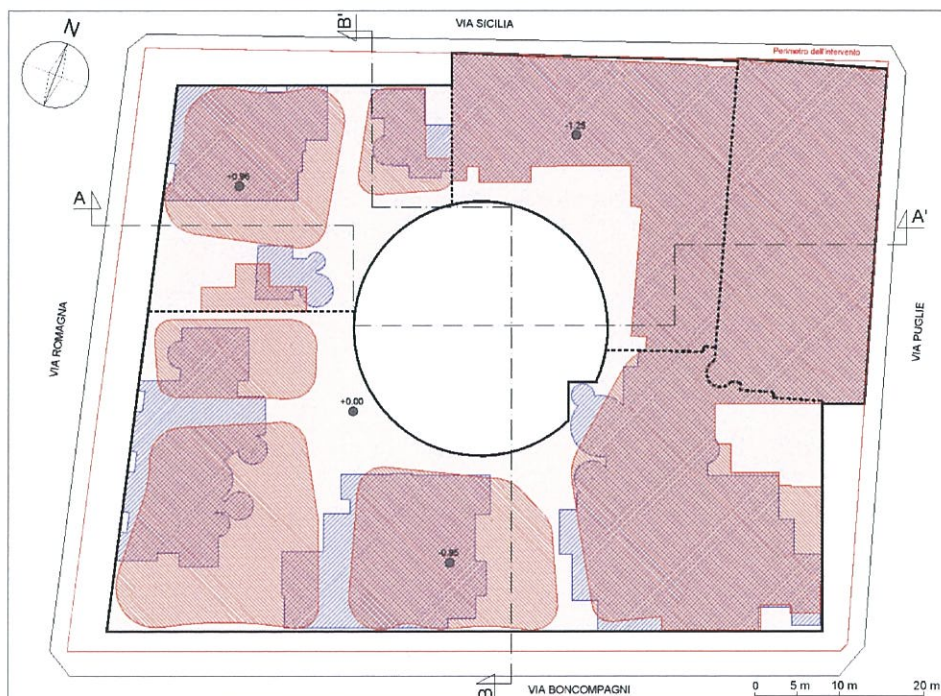 N
B'
VIA SICILIA
Perimetro dell'intervento
-1.25
+0.96
A
A'
VIA ROMAGNA
VIA PUGLIE
+0.00
-0.95
B
VIA BONCOMPAGNI
0 5 m 10 m 20 m